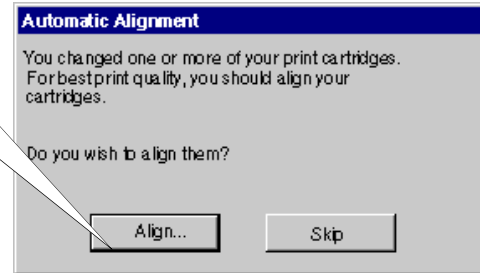 Automatic Alignment
You changed one or more of your print cartridges.
For best print quality, you should align your
cartridges.
Do you wish to align them?
Align...
Skip